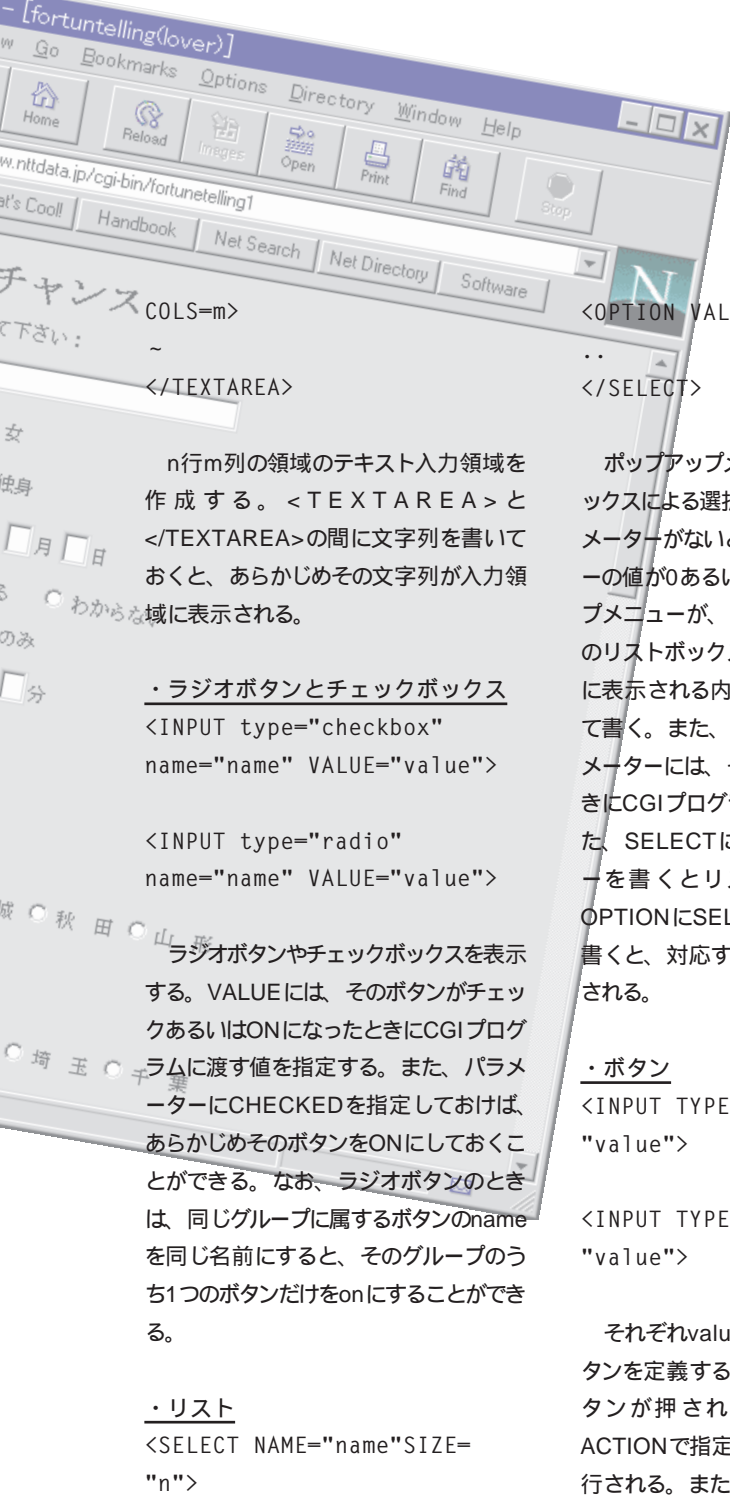 - [fortuntelling(lover)]
Go Bookmarks Options Directory Window Help
Home Reload Images Open Print Find Stop
w.nttdata.jp/cgi-bin/fortunetelling1
at's Cool! Handbook Net Search Net Directory Software
N
チャンス
て下さい：
女
独身
月 日
る わからない
のみ
分
城 秋田 山形
埼玉 千葉
COLS=m>
~
</TEXTAREA>
n行m列の領域のテキスト入力領域を
作成する。<TEXTAREA>と
</TEXTAREA>の間に文字列を書いて
おくと、あらかじめその文字列が入力領
域に表示される。
・ラジオボタンとチェックボックス
<INPUT type="checkbox"
name="name" VALUE="value">
<INPUT type="radio"
name="name" VALUE="value">
ラジオボタンやチェックボックスを表示
する。VALUEには、そのボタンがチェッ
クあるいはONになったときにCGIプログ
ラムに渡す値を指定する。また、パラメ
ーターにCHECKEDを指定しておけば、
あらかじめそのボタンをONにしておくこ
とができる。なお、ラジオボタンのとき
は、同じグループに属するボタンのname
を同じ名前にすると、そのグループのう
ち1つのボタンだけをonにすることができ
る。
・リスト
<SELECT NAME="name"SIZE=
"n">
<OPTION VAL
..
</SELECT>
ポップアップメ
ックスによる選択
メーターがないと
ーの値が0あるい
プメニューが、
のリストボック
に表示される内
て書く。また、
メーターには、そ
きにCGIプログ
た、SELECTに
ーを書くとリ
OPTIONにSEL
書くと、対応す
される。
・ボタン
<INPUT TYPE
"value">
<INPUT TYPE
"value">
それぞれvalu
タンを定義する
タンが押され
ACTIONで指定
行される。また